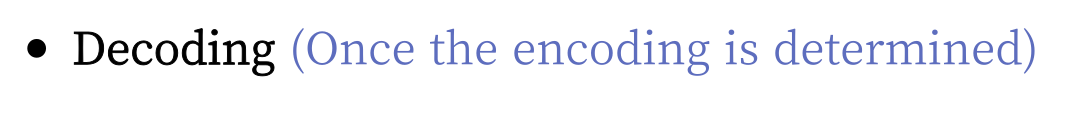 • Decoding (Once the encoding is determined)